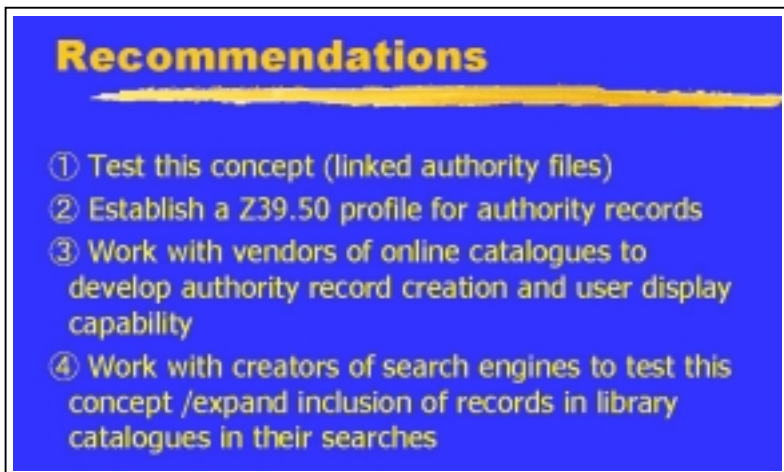 Recommendations
① Test this concept (linked authority files)
② Establish a Z39.50 profile for authority records
③ Work with vendors of online catalogues to
develop authority record creation and user display
capability
④ Work with creators of search engines to test this
concept /expand inclusion of records in library
catalogues in their searches